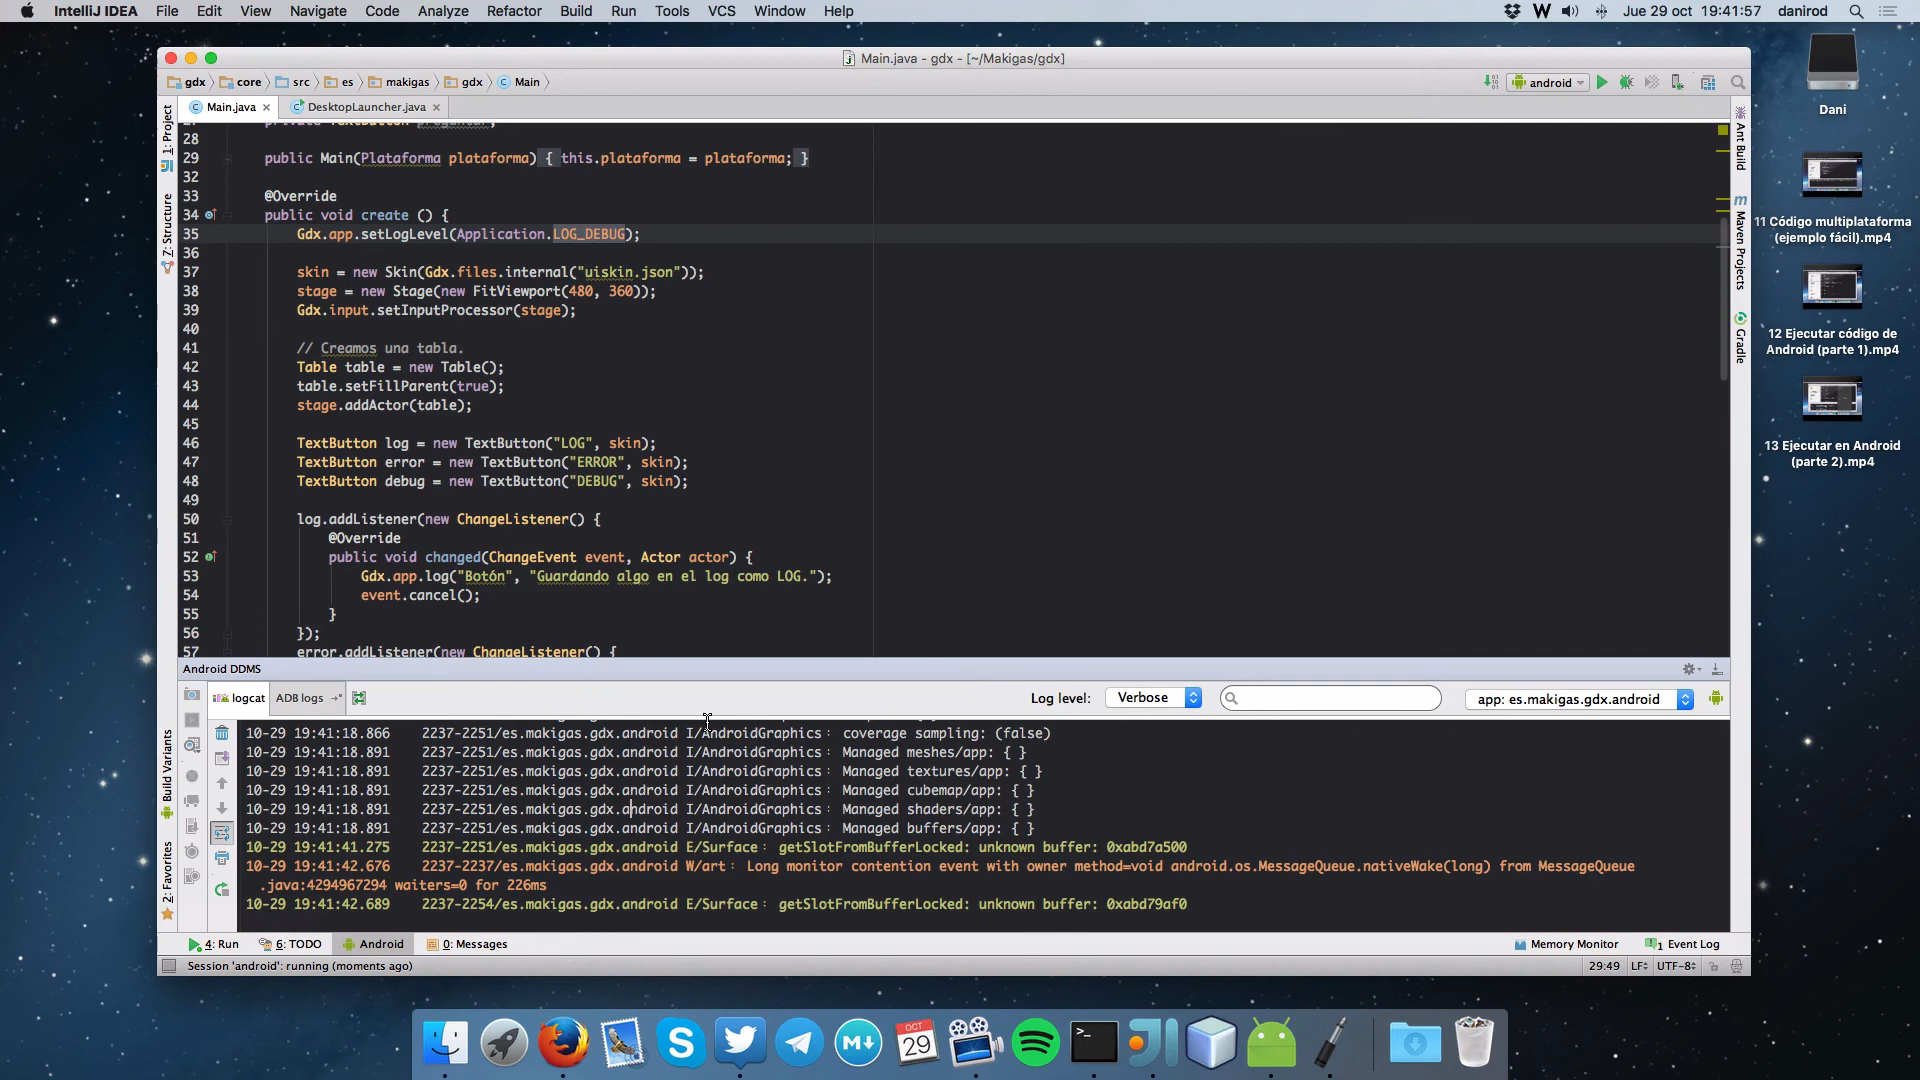 IntelliJ IDEA File Edit View Navigate Code Analyze Refactor Build Run Tools VCS Window Help W Jue 29 oct 19:41:57 danirod
Main.java - gdx - [~/Makigas/gdx]
gdx core src es makigas gdx Main android
Main.java DesktopLauncher.java
1: Project
Z: Structure
Build Variants
2: Favorites
28
29 public Main(Plataforma plataforma) { this.plataforma = plataforma; }
32
33 @Override
34 public void create () {
35 Gdx.app.setLogLevel(Application.LOG_DEBUG);
36
37 skin = new Skin(Gdx.files.internal("uiskin.json"));
38 stage = new Stage(new FitViewport(480, 360));
39 Gdx.input.setInputProcessor(stage);
40
41 // Creamos una tabla.
42 Table table = new Table();
43 table.setFillParent(true);
44 stage.addActor(table);
45
46 TextButton log = new TextButton("LOG", skin);
47 TextButton error = new TextButton("ERROR", skin);
48 TextButton debug = new TextButton("DEBUG", skin);
49
50 log.addListener(new ChangeListener() {
51 @Override
52 public void changed(ChangeEvent event, Actor actor) {
53 Gdx.app.log("Botón", "Guardando algo en el log como LOG.");
54 event.cancel();
55 }
56 });
57 error.addListener(new ChangeListener() {
Ant Build
Maven Projects
Gradle
Android DDMS
logcat ADB logs Log level: Verbose app: es.makigas.gdx.android
10-29 19:41:18.866 2237-2251/es.makigas.gdx.android I/AndroidGraphics: coverage sampling: (false)
10-29 19:41:18.891 2237-2251/es.makigas.gdx.android I/AndroidGraphics: Managed meshes/app: { }
10-29 19:41:18.891 2237-2251/es.makigas.gdx.android I/AndroidGraphics: Managed textures/app: { }
10-29 19:41:18.891 2237-2251/es.makigas.gdx.android I/AndroidGraphics: Managed cubemap/app: { }
10-29 19:41:18.891 2237-2251/es.makigas.gdx.android I/AndroidGraphics: Managed shaders/app: { }
10-29 19:41:18.891 2237-2251/es.makigas.gdx.android I/AndroidGraphics: Managed buffers/app: { }
10-29 19:41:41.275 2237-2251/es.makigas.gdx.android E/Surface: getSlotFromBufferLocked: unknown buffer: 0xabd7a500
10-29 19:41:42.676 2237-2237/es.makigas.gdx.android W/art: Long monitor contention event with owner method=void android.os.MessageQueue.nativeWake(long) from MessageQueue
.java:4294967294 waiters=0 for 226ms
10-29 19:41:42.689 2237-2254/es.makigas.gdx.android E/Surface: getSlotFromBufferLocked: unknown buffer: 0xabd79af0
4: Run 6: TODO Android 0: Messages Memory Monitor 1 Event Log
Session 'android': running (moments ago) 29:49 LF UTF-8
Dani
11 Código multiplataforma
(ejemplo fácil).mp4
12 Ejecutar código de
Android (parte 1).mp4
13 Ejecutar en Android
(parte 2).mp4
OCT
29
M
>_